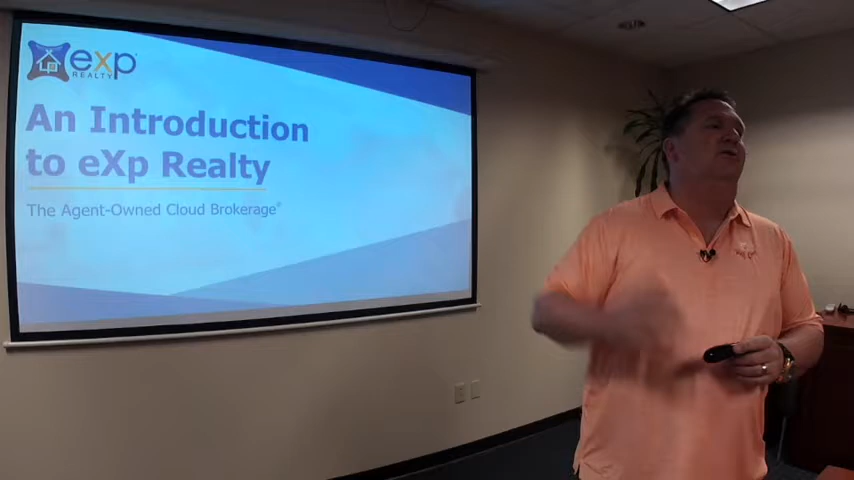 eXp®
REALTY
An Introduction
to eXp Realty
The Agent-Owned Cloud Brokerage®